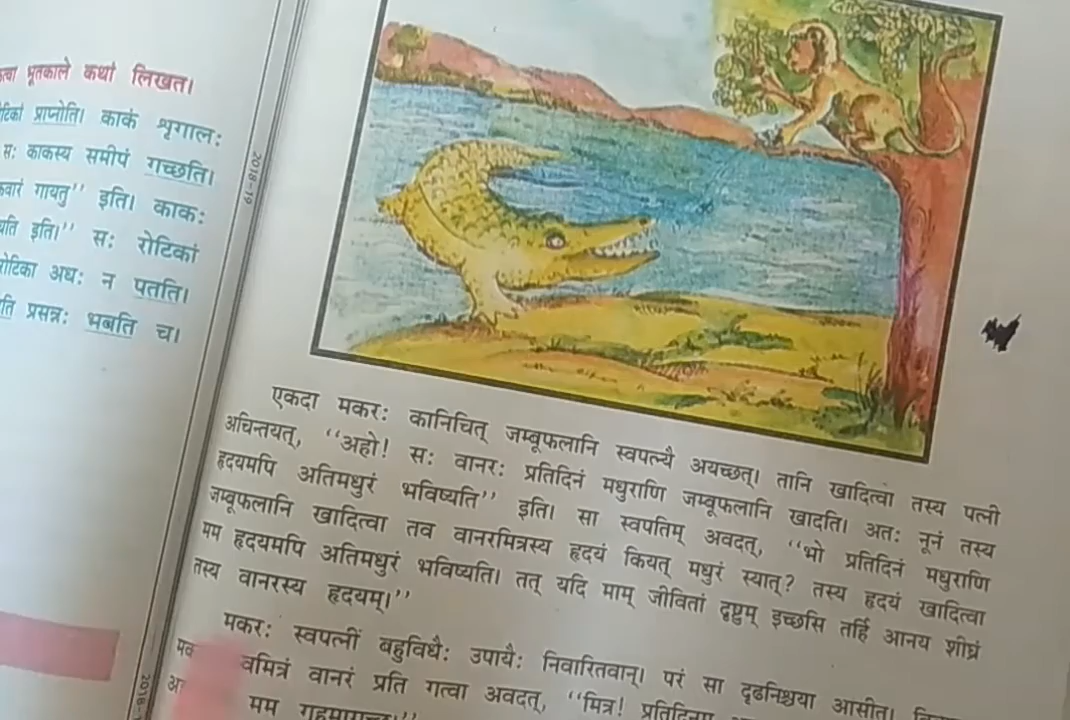 भूतकाले कथां लिखत।
प्राप्नोति। काकं शृगालः
सः काकस्य समीपं गच्छति।
गायतु'' इति। काकः
इति।'' सः रोटिकां
अधः न पतति।
प्रसन्नः भवति च।
2018-19
एकदा मकरः कानिचित् जम्बूफलानि स्वपत्न्यै अयच्छत्। तानि खादित्वा तस्य पत्नी
अचिन्तयत्, ''अहो! सः वानरः प्रतिदिनं मधुराणि जम्बूफलानि खादति। अतः नूनं तस्य
हृदयमपि अतिमधुरं भविष्यति'' इति। सा स्वपतिम् अवदत्, ''भो प्रतिदिनं मधुराणि
जम्बूफलानि खादित्वा तव वानरमित्रस्य हृदयं कियत् मधुरं स्यात्? तस्य हृदयं खादित्वा
मम हृदयमपि अतिमधुरं भविष्यति। तत् यदि माम् जीवितां द्रष्टुम् इच्छसि तर्हि आनय शीघ्रं
तस्य वानरस्य हृदयम्।''
मकरः स्वपत्नीं बहुविधैः उपायैः निवारितवान्। परं सा दृढनिश्चया आसीत्।
वानरं प्रति गत्वा अवदत्, ''मित्र!
मम